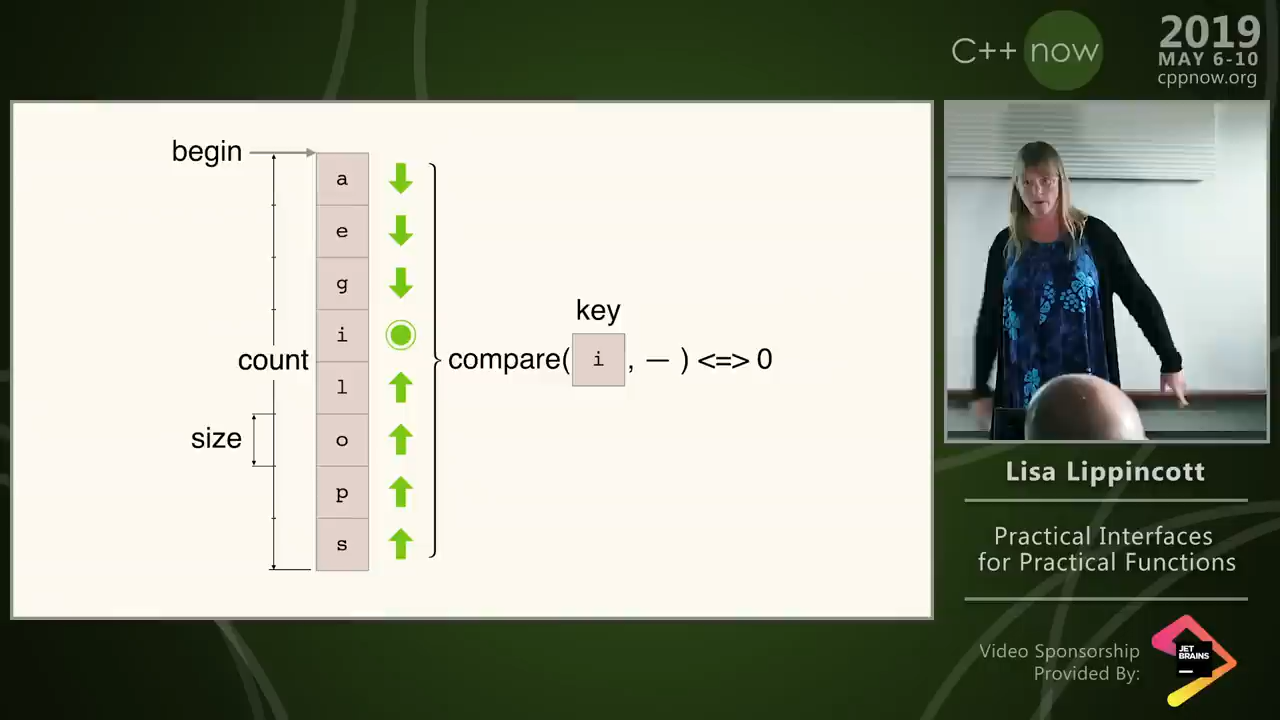 C++ now
2019
MAY 6-10
cppnow.org
begin
a
e
g
i
count
l
size
o
p
s
key
compare( i , — ) <=> 0
Lisa Lippincott
Practical Interfaces
for Practical Functions
Video Sponsorship
Provided By:
JET
BRAINS